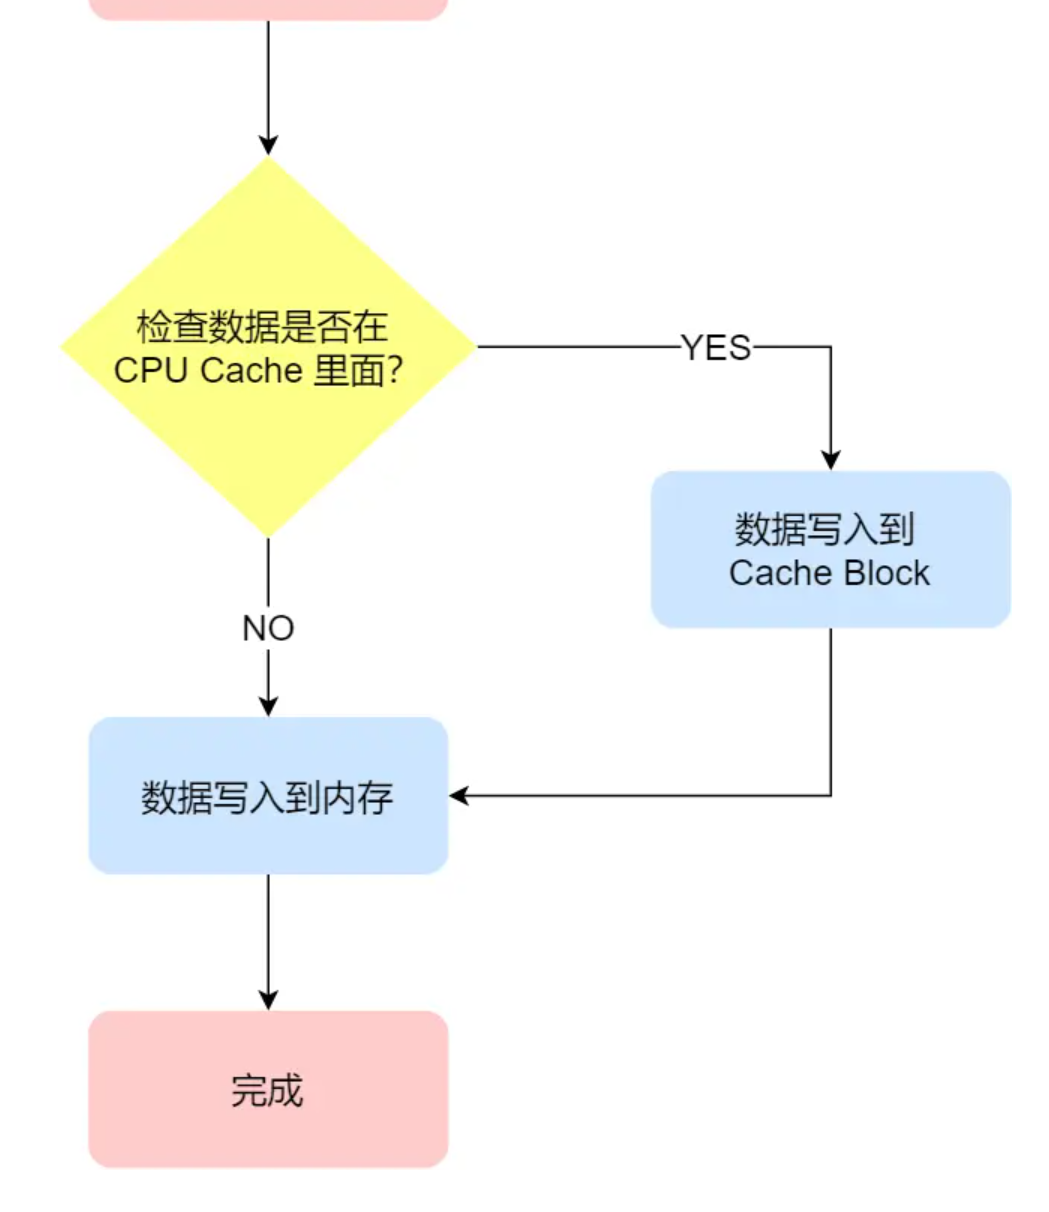 检查数据是否在
CPU Cache 里面？
YES
数据写入到
Cache Block
NO
数据写入到内存
完成